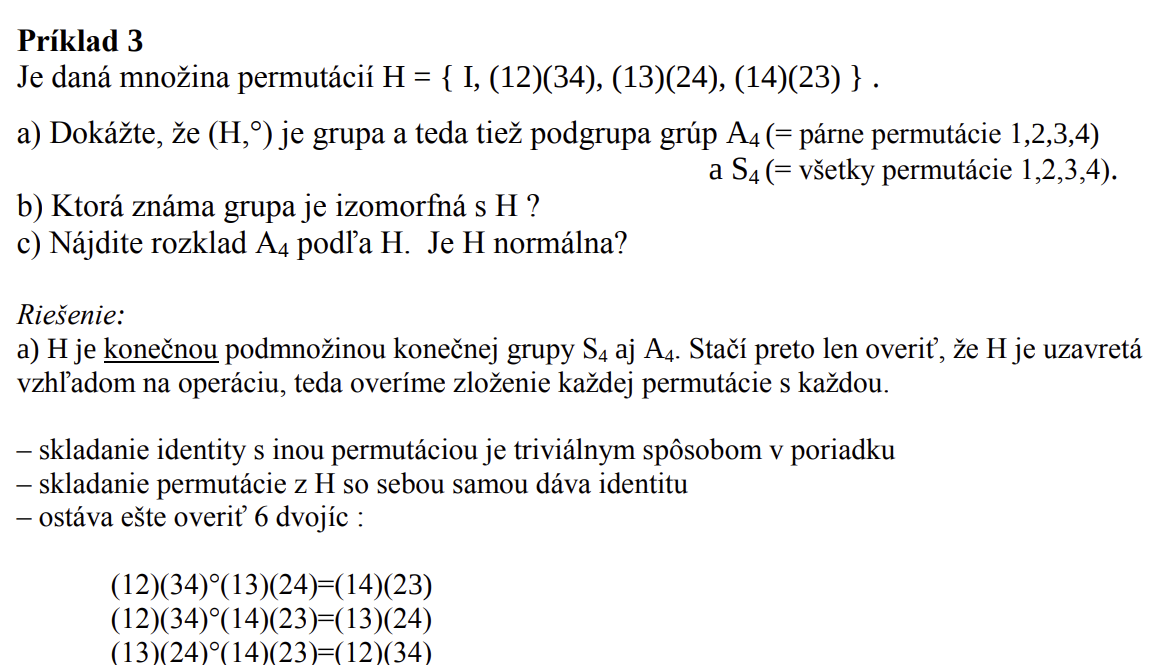 Príklad 3
Je daná množina permutácií H = { I, (12)(34), (13)(24), (14)(23) } .
a) Dokážte, že (H,°) je grupa a teda tiež podgrupa grúp A₄ (= párne permutácie 1,2,3,4)
a S₄ (= všetky permutácie 1,2,3,4).
b) Ktorá známa grupa je izomorfná s H ?
c) Nájdite rozklad A₄ podľa H. Je H normálna?
Riešenie:
a) H je konečnou podmnožinou konečnej grupy S₄ aj A₄. Stačí preto len overiť, že H je uzavretá
vzhľadom na operáciu, teda overíme zloženie každej permutácie s každou.
– skladanie identity s inou permutáciou je triviálnym spôsobom v poriadku
– skladanie permutácie z H so sebou samou dáva identitu
– ostáva ešte overiť 6 dvojíc :
(12)(34)°(13)(24)=(14)(23)
(12)(34)°(14)(23)=(13)(24)
(13)(24)°(14)(23)=(12)(34)